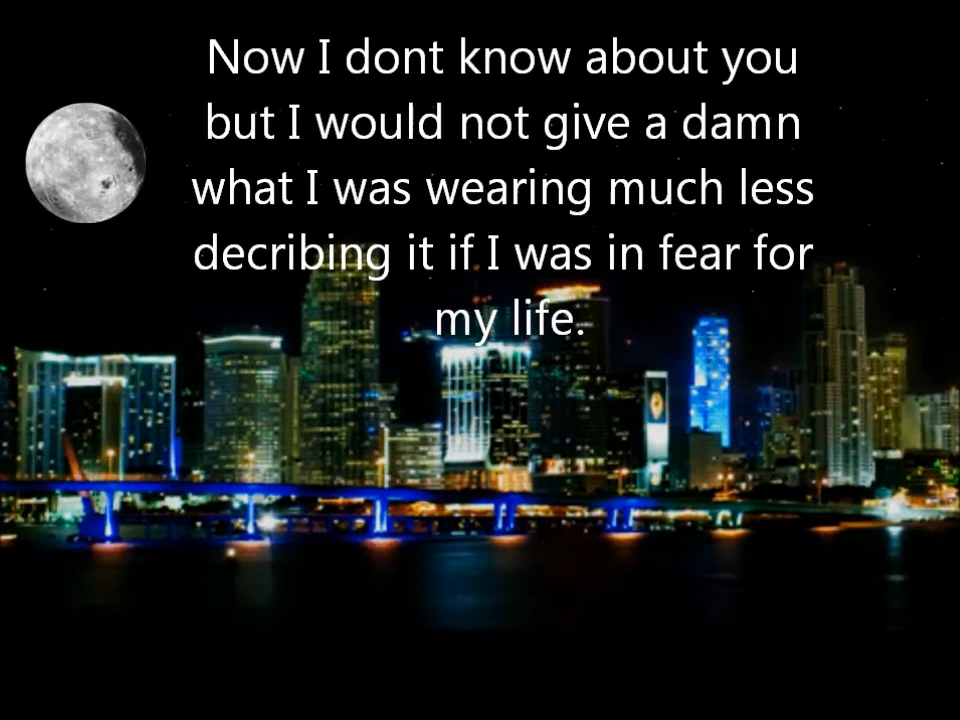 Now I dont know about you
but I would not give a damn
what I was wearing much less
decribing it if I was in fear for
my life.